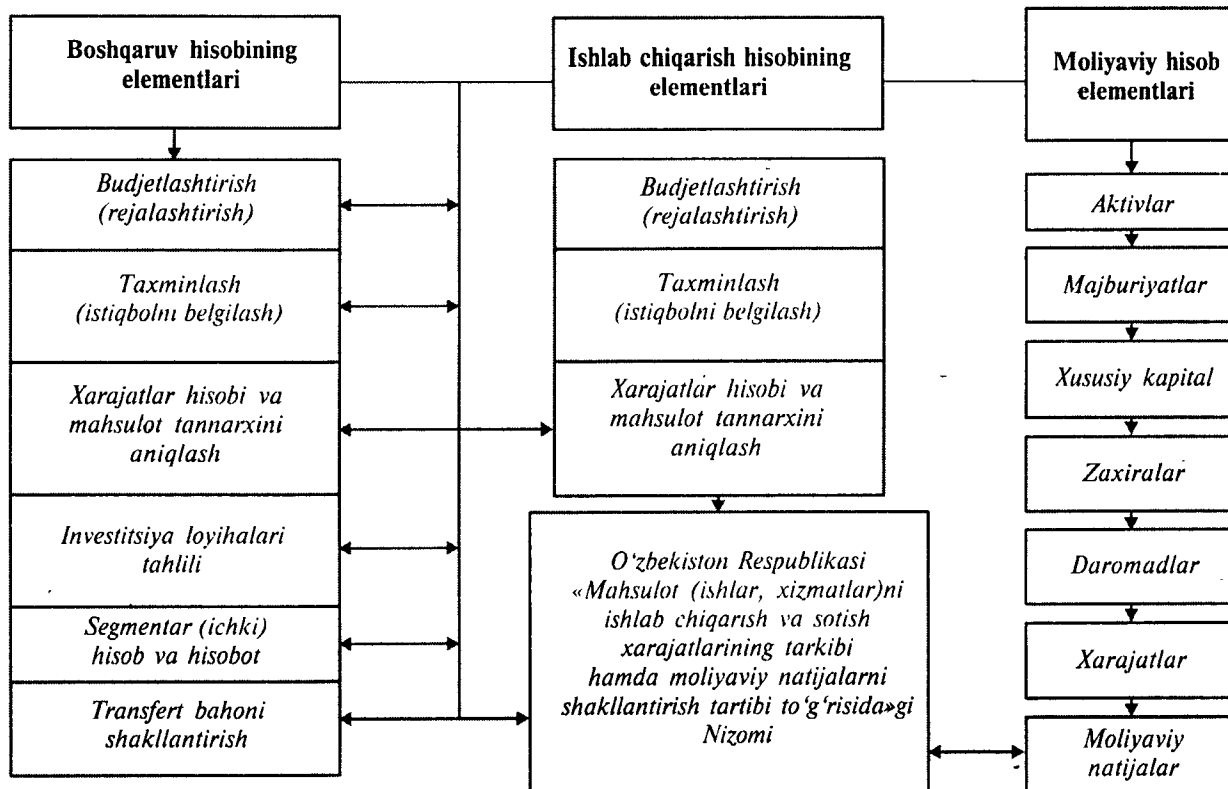 Boshqaruv hisobining
elementlari
Budjetlashtirish
(rejalashtirish)
Taxminlash
(istiqbolni belgilash)
Xarajatlar hisobi va
mahsulot tannarxini
aniqlash
Investitsiya loyihalari
tahlili
Segmentar (ichki)
hisob va hisobot
Transfert bahoni
shakllantirish
Ishlab chiqarish hisobining
elementlari
Budjetlashtirish
(rejalashtirish)
Taxminlash
(istiqbolni belgilash)
Xarajatlar hisobi va
mahsulot tannarxini
aniqlash
O‘zbekiston Respublikasi
«Mahsulot (ishlar, xizmatlar)ni
ishlab chiqarish va sotish
xarajatlarining tarkibi
hamda moliyaviy natijalarni
shakllantirish tartibi to‘g‘risida»gi
Nizomi
Moliyaviy hisob
elementlari
Aktivlar
Majburiyatlar
Xususiy kapital
Zaxiralar
Daromadlar
Xarajatlar
Moliyaviy
natijalar